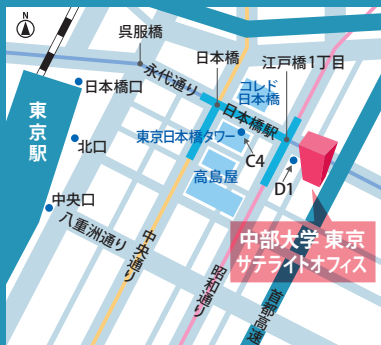 N
呉服橋
永代通り
日本橋
江戸橋1丁目
日本橋口
コレド
日本橋
日本橋駅
東京駅
北口
東京日本橋タワー
C4
D1
高島屋
中央口
八重洲通り
中央通り
昭和通り
首都高速
中部大学 東京
サテライトオフィス